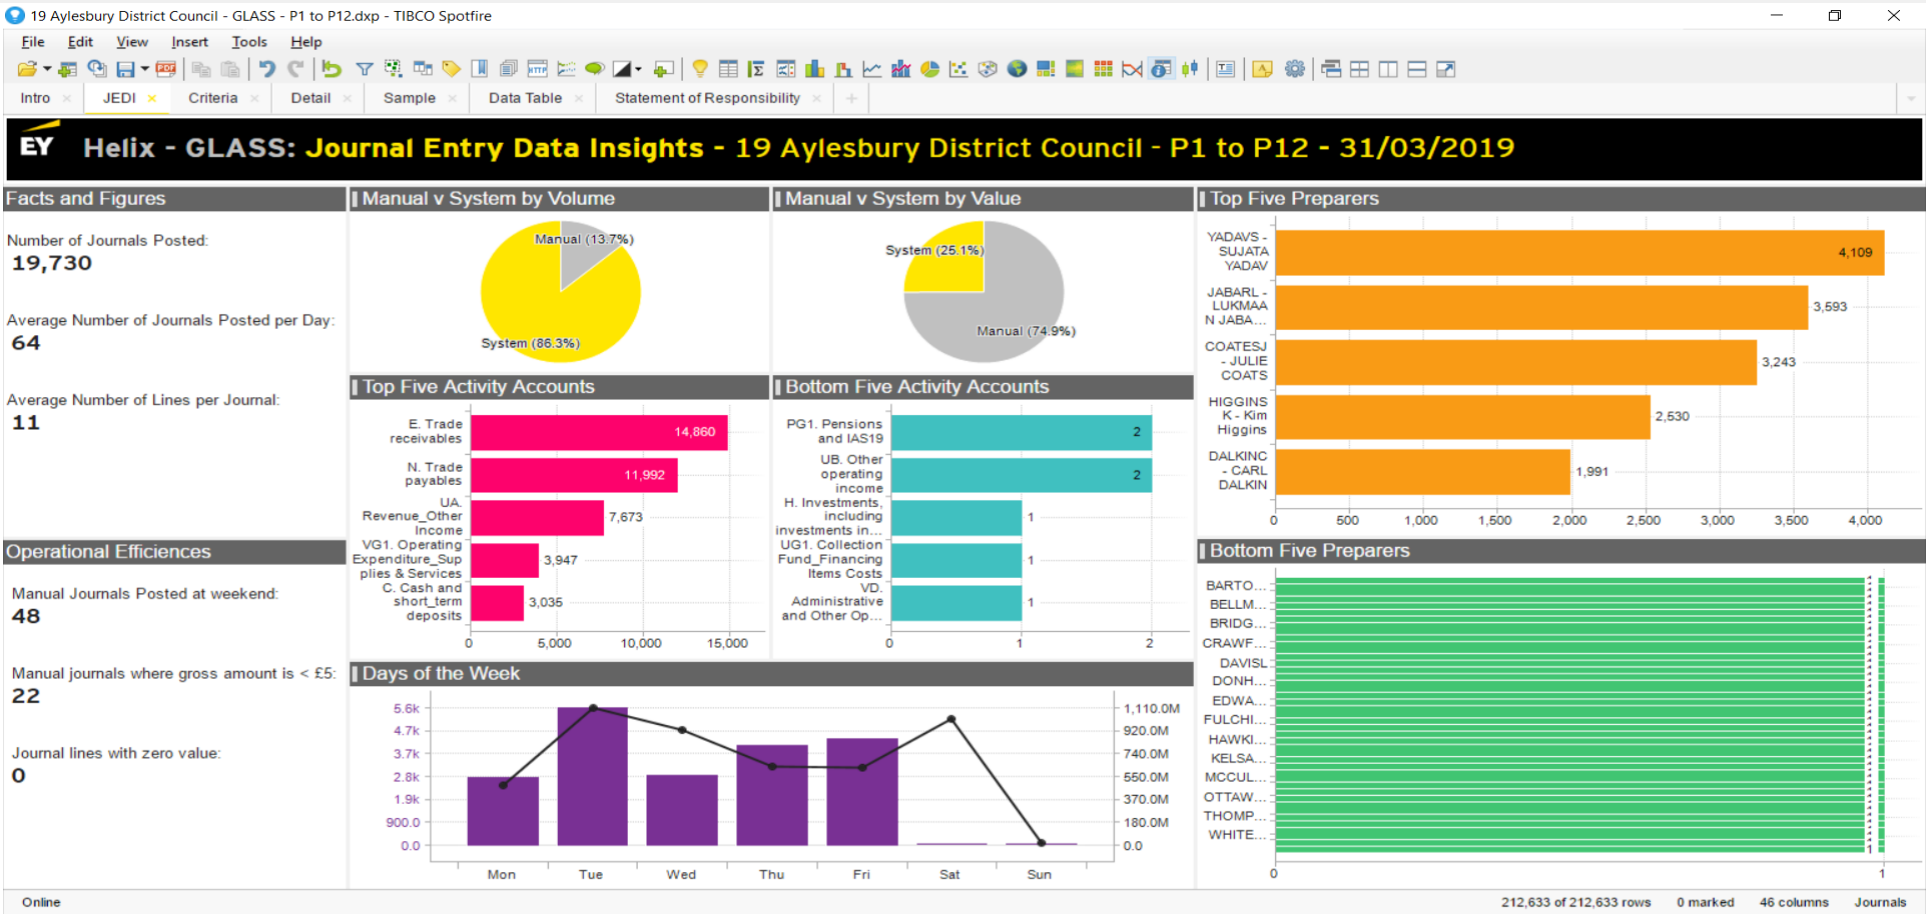 19 Aylesbury District Council - GLASS - P1 to P12.dxp - TIBCO Spotfire
File Edit View Insert Tools Help
Intro JEDI Criteria Detail Sample Data Table Statement of Responsibility
EY Helix - GLASS: Journal Entry Data Insights - 19 Aylesbury District Council - P1 to P12 - 31/03/2019
Facts and Figures
Number of Journals Posted:
19,730
Average Number of Journals Posted per Day:
64
Average Number of Lines per Journal:
11
Operational Efficiences
Manual Journals Posted at weekend:
48
Manual journals where gross amount is < £5:
22
Journal lines with zero value:
0
Manual v System by Volume
Manual (13.7%)
System (86.3%)
Manual v System by Value
System (25.1%)
Manual (74.9%)
Top Five Activity Accounts
E. Trade
receivables
14,860
N. Trade
payables
11,992
UA.
Revenue_Other
Income
7,673
VG1. Operating
Expenditure_Sup
plies & Services
3,947
C. Cash and
short_term
deposits
3,035
0 5,000 10,000 15,000
Bottom Five Activity Accounts
PG1. Pensions
and IAS19
2
UB. Other
operating
income
2
H. Investments,
including
investments in...
1
UG1. Collection
Fund_Financing
Items Costs
1
VD.
Administrative
and Other Op...
1
0 1 2
Days of the Week
5.6k
4.7k
3.7k
2.8k
1.9k
900.0
0.0
1,110.0M
920.0M
740.0M
550.0M
370.0M
180.0M
0.0
Mon Tue Wed Thu Fri Sat Sun
Top Five Preparers
YADAVS -
SUJATA
YADAV
4,109
JABARL -
LUKMAA
N JABA...
3,593
COATESJ
- JULIE
COATS
3,243
HIGGINS
K - Kim
Higgins
2,530
DALKINC
- CARL
DALKIN
1,991
0 500 1,000 1,500 2,000 2,500 3,000 3,500 4,000
Bottom Five Preparers
BARTO...
BELLM...
BRIDG...
CRAWF...
DAVISL
DONH...
EDWA...
FULCHI...
HAWKI...
KELSA...
MCCUL...
OTTAW...
THOMP...
WHITE...
1
0 1
Online 212,633 of 212,633 rows 0 marked 46 columns Journals